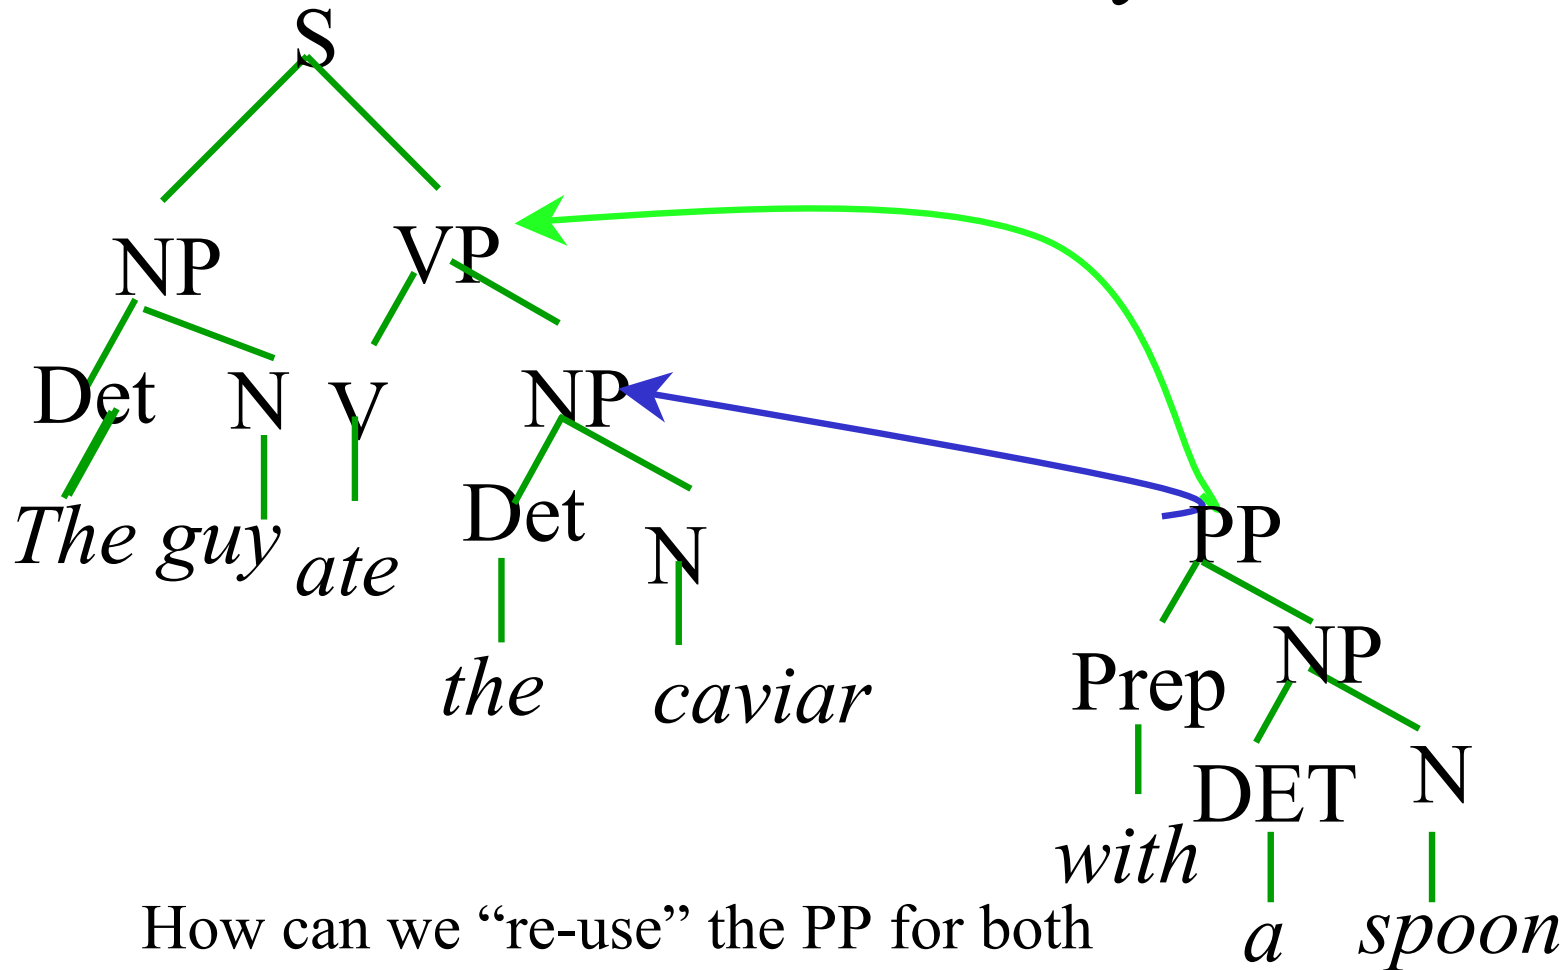 S
NP VP
Det N V NP
The guy ate Det N PP
the caviar Prep NP
with DET N
a spoon
How can we “re-use” the PP for both